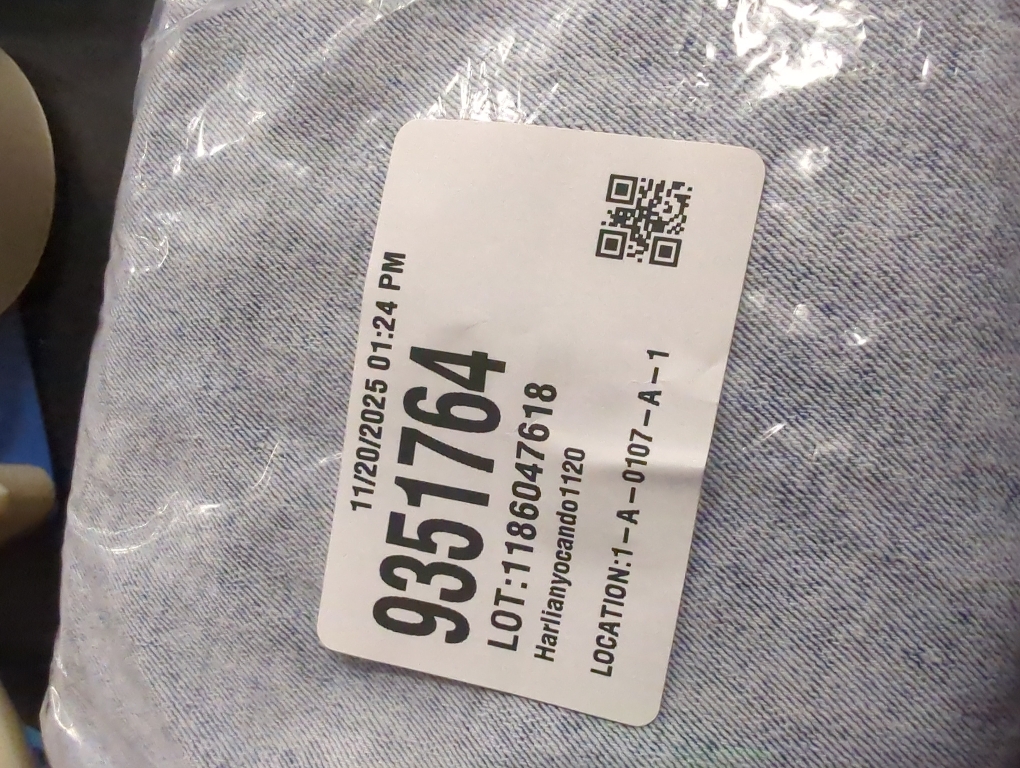 11/20/2025 01:24 PM
9351764
LOT:1186047618
Harlianyocando1120
LOCATION:1-A-0107-A-1